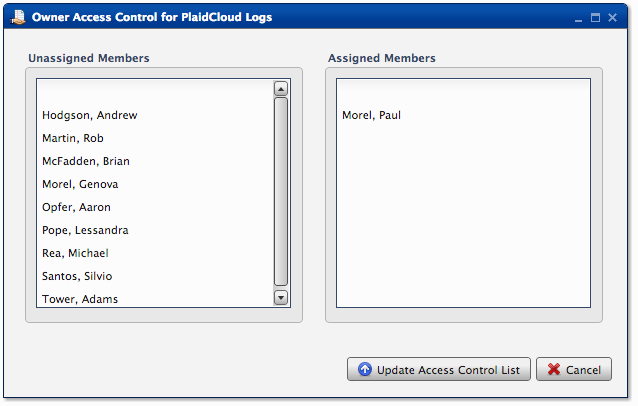 Owner Access Control for PlaidCloud Logs
Unassigned Members
Hodgson, Andrew
Martin, Rob
McFadden, Brian
Morel, Genova
Opfer, Aaron
Pope, Lessandra
Rea, Michael
Santos, Silvio
Tower, Adams
Assigned Members
Morel, Paul
Update Access Control List
Cancel